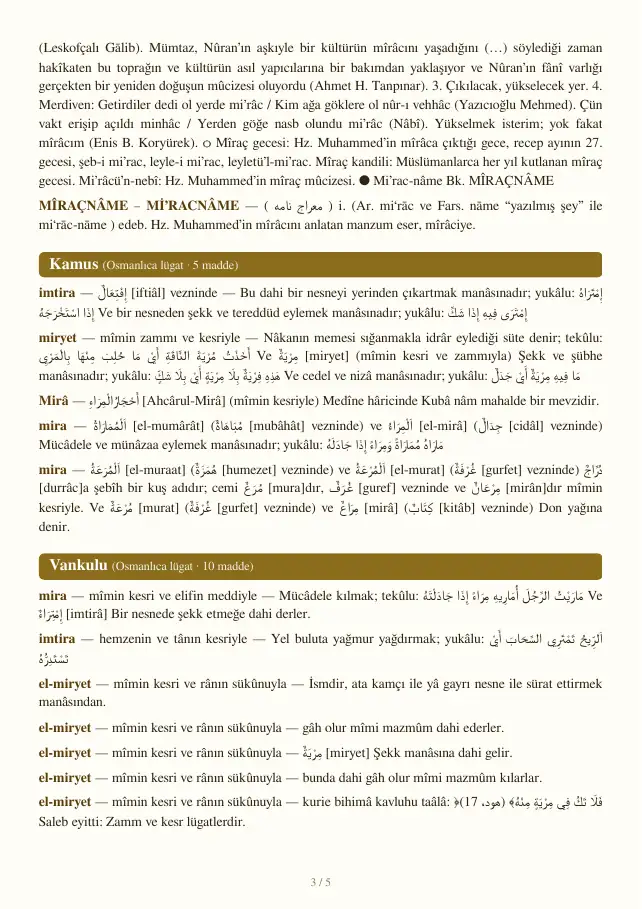 (Leskofçalı Gālib). Mümtaz, Nûran’ın aşkıyle bir kültürün mîrâcını yaşadığını (…) söylediği zaman
hakîkaten bu toprağın ve kültürün asıl yapıcılarına bir bakımdan yaklaşıyor ve Nûran’ın fânî varlığı
gerçekten bir yeniden doğuşun mûcizesi oluyordu (Ahmet H. Tanpınar). 3. Çıkılacak, yükselecek yer. 4.
Merdiven: Getirdiler dedi ol yerde mi’râc / Kim ağa göklere ol nûr-ı vehhâc (Yazıcıoğlu Mehmed). Çün
vakt erişip açıldı minhâc / Yerden göğe nasb olundu mi’râc (Nâbî). Yükselmek isterim; yok fakat
mîrâcım (Enis B. Koryürek). ○ Mîraç gecesi: Hz. Muhammed’in mîrâca çıktığı gece, recep ayının 27.
gecesi, şeb-i mi’rac, leyle-i mi’rac, leyletü’l-mi’rac. Mîraç kandili: Müslümanlarca her yıl kutlanan mîraç
gecesi. Mi’râcü’n-nebî: Hz. Muhammed’in mîraç mûcizesi. ● Mi’rac-nâme Bk. MÎRAÇNÂME
MÎRAÇNÂME – Mİ’RACNÂME — ( معراج نامه ) i. (Ar. mi‘rāc ve Fars. nāme “yazılmış şey” ile
mi‘rāc-nāme ) edeb. Hz. Muhammed’in mîrâcını anlatan manzum eser, mîrâciye.
Kamus (Osmanlıca lügat · 5 madde)
imtira — إِفْتِعَالٌ [iftiâl] vezninde — Bu dahi bir nesneyi yerinden çıkartmak manâsınadır; yukâlu: إِمْتَرَاهُ
إِذَا اسْتَخْرَجَهُ Ve bir nesneden şekk ve tereddüd eylemek manâsınadır; yukâlu: إِمْتَرَى فِيهِ إِذَا شَكَّ
miryet — mîmin zammı ve kesriyle — Nâkanın memesi sığanmakla idrâr eylediği süte denir; tekûlu:
أَخَذْتُ مُرْيَةَ النَّاقَةِ أَيْ مَا حُلِبَ مِنْهَا بِالْمَرْيِ Ve مِرْيَةٌ [miryet] (mîmin kesri ve zammıyla) Şekk ve şübhe
manâsınadır; yukâlu: هَذِهِ فِرْيَةٌ بِلَا مِرْيَةٍ أَيْ بِلَا شَكٍّ Ve cedel ve nizâ manâsınadır; yukâlu: مَا فِيهِ مِرْيَةٌ أَيْ جَدَلٌ
Mirâ — أَحْجَارُالْمِرَاءِ [Ahcârul-Mirâ] (mîmin kesriyle) Medîne hâricinde Kubâ nâm mahalde bir mevzidir.
mira — اَلْمُمَارَاةُ [el-mumârât] (مُبَاهَاةٌ [mubâhât] vezninde) ve اَلْمِرَاءُ [el-mirâ] (جِدَالٌ [cidâl] vezninde)
Mücâdele ve münâzaa eylemek manâsınadır; yukâlu: مَارَاهُ مُمَارَاةً وَمِرَاءً إِذَا جَادَلَهُ
mira — اَلْمُرَعَةُ [el-muraat] (هُمَزَةٌ [humezet] vezninde) ve اَلْمُرْعَةُ [el-murat] (غُرْفَةٌ [gurfet] vezninde) دُرَّاجٌ
[durrâc]a şebîh bir kuş adıdır; cemi مُرَعٌ [mura]dır, غُرَفٌ [guref] vezninde ve مِرْعَانٌ [mirân]dır mîmin
kesriyle. Ve مُرْعَةٌ [murat] (غُرْفَةٌ [gurfet] vezninde) ve مِرَاعٌ [mirâ] (كِتَابٌ [kitâb] vezninde) Don yağına
denir.
Vankulu (Osmanlıca lügat · 10 madde)
mira — mîmin kesri ve elifin meddiyle — Mücâdele kılmak; tekûlu: مَارَيْتُ الرَّجُلَ أُمَارِيهِ مِرَاءً إِذَا جَادَلْتَهُ Ve
إِمْتِرَاءٌ [imtirâ] Bir nesnede şekk etmeğe dahi derler.
imtira — hemzenin ve tânın kesriyle — Yel buluta yağmur yağdırmak; yukâlu: اَلرِّيحُ تَمْتَرِي السَّحَابَ أَيْ
تَسْتَدِرُّهُ
el-miryet — mîmin kesri ve rânın sükûnuyla — İsmdir, ata kamçı ile yâ gayrı nesne ile sürat ettirmek
manâsından.
el-miryet — mîmin kesri ve rânın sükûnuyla — gâh olur mîmi mazmûm dahi ederler.
el-miryet — mîmin kesri ve rânın sükûnuyla — مِرْيَةٌ [miryet] Şekk manâsına dahi gelir.
el-miryet — mîmin kesri ve rânın sükûnuyla — bunda dahi gâh olur mîmi mazmûm kılarlar.
el-miryet — mîmin kesri ve rânın sükûnuyla — kurie bihimâ kavluhu taâlâ: ﴿فَلَا تَكُ فِي مِرْيَةٍ مِنْهُ﴾ (هود، 17)
Saleb eyitti: Zamm ve kesr lügatlerdir.
3 / 5